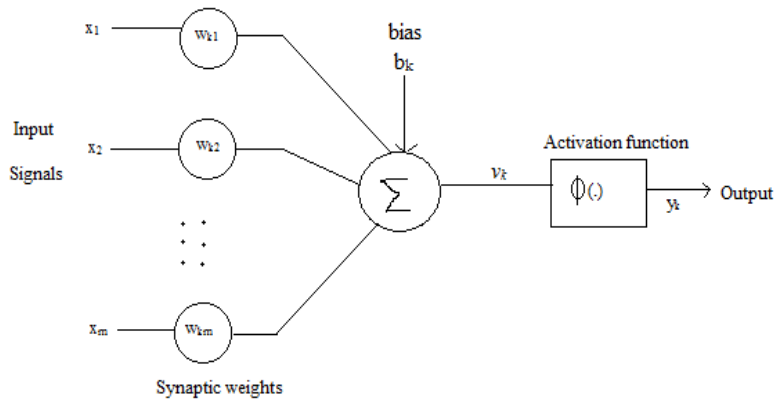 x1
wk1
bias
bk
Input
Signals
x2
wk2
Σ
vk
Activation function
ϕ(.)
yk
Output
xm
wkm
Synaptic weights